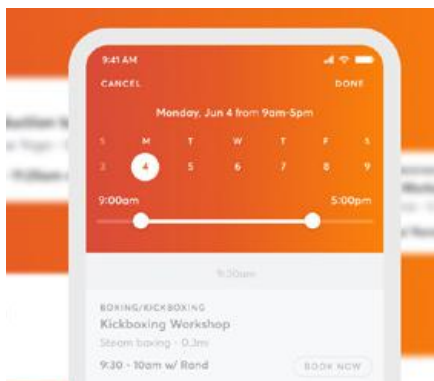 9:41 AM
CANCEL DONE
Monday, Jun 4 from 9am-5pm
S M T W T F S
3 4 5 6 7 8 9
9:00am 5:00pm
9:30am
BOXING/KICKBOXING
Kickboxing Workshop
Steam boxing - 0.3mi
9:30 - 10am w/ Rand
BOOK NOW